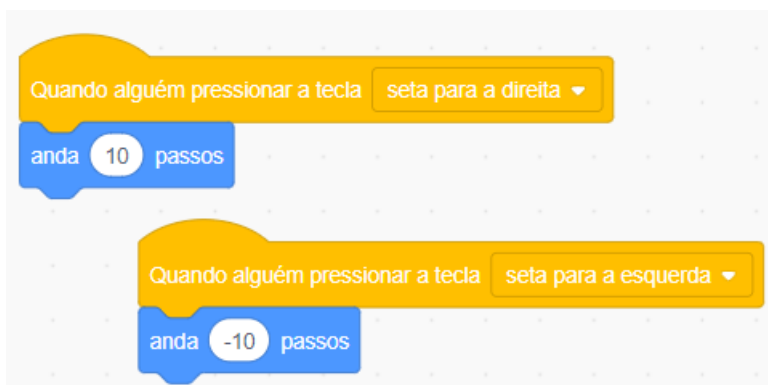 Quando alguém pressionar a tecla seta para a direita
anda 10 passos
Quando alguém pressionar a tecla seta para a esquerda
anda -10 passos